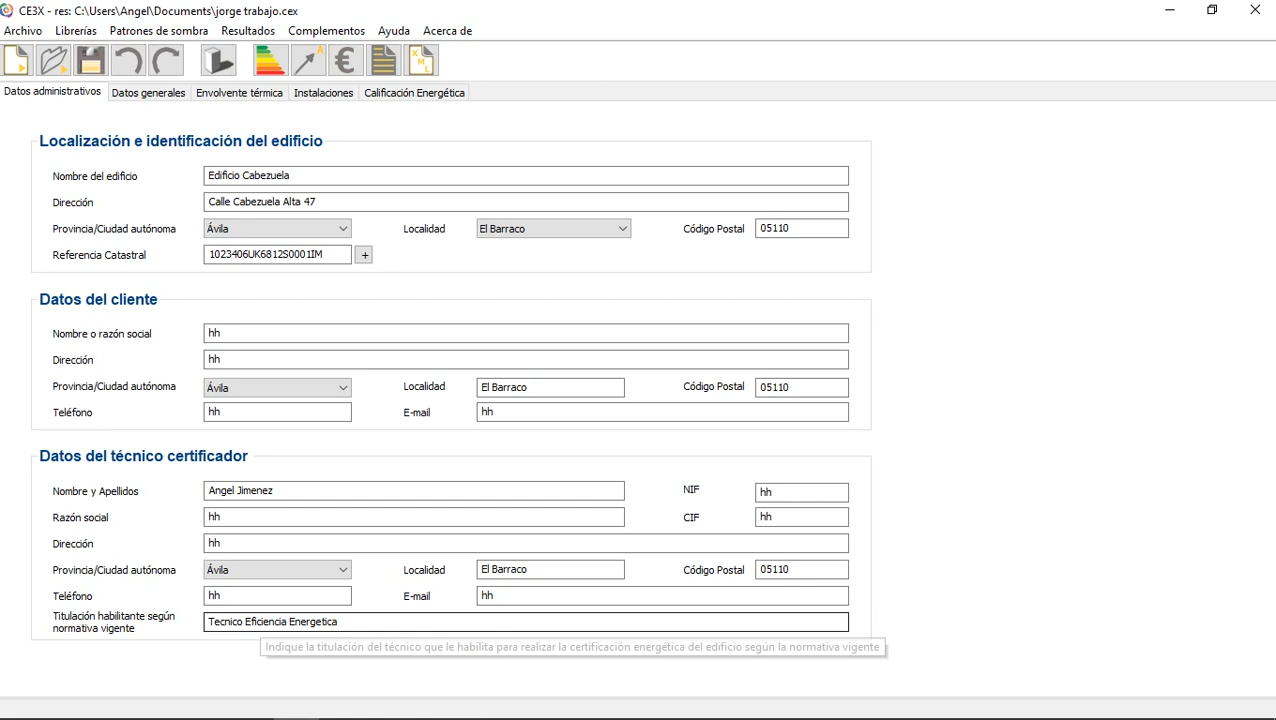 CE3X - res: C:\Users\Angel\Documents\jorge trabajo.cex
Archivo Librerías Patrones de sombra Resultados Complementos Ayuda Acerca de
Datos administrativos Datos generales Envolvente térmica Instalaciones Calificación Energética
Localización e identificación del edificio
Nombre del edificio Edificio Cabezuela
Dirección Calle Cabezuela Alta 47
Provincia/Ciudad autónoma Ávila Localidad El Barraco Código Postal 05110
Referencia Catastral 1023406UK6812S0001IM +
Datos del cliente
Nombre o razón social hh
Dirección hh
Provincia/Ciudad autónoma Ávila Localidad El Barraco Código Postal 05110
Teléfono hh E-mail hh
Datos del técnico certificador
Nombre y Apellidos Angel Jimenez NIF hh
Razón social hh CIF hh
Dirección hh
Provincia/Ciudad autónoma Ávila Localidad El Barraco Código Postal 05110
Teléfono hh E-mail hh
Titulación habilitante según
normativa vigente Tecnico Eficiencia Energetica
Indique la titulación del técnico que le habilita para realizar la certificación energética del edificio según la normativa vigente